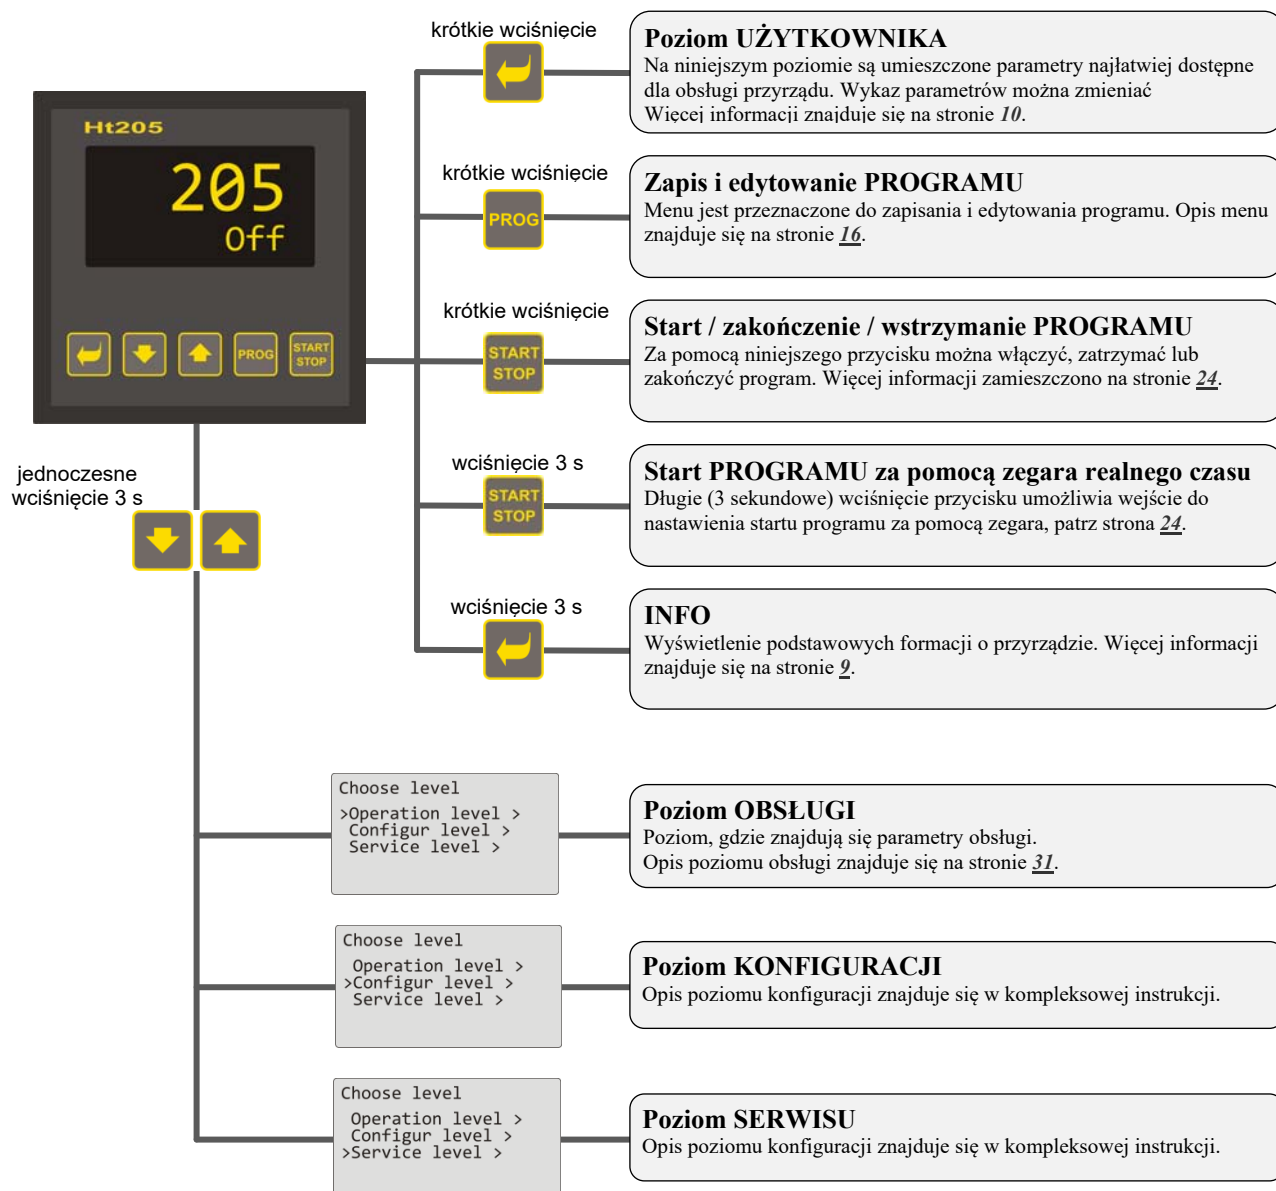 krótkie wciśnięcie
Poziom UŻYTKOWNIKA
Na niniejszym poziomie są umieszczone parametry najłatwiej dostępne
dla obsługi przyrządu. Wykaz parametrów można zmieniać
Więcej informacji znajduje się na stronie 10.
Ht205
205
Off
PROG
START
STOP
krótkie wciśnięcie
PROG
Zapis i edytowanie PROGRAMU
Menu jest przeznaczone do zapisania i edytowania programu. Opis menu
znajduje się na stronie 16.
krótkie wciśnięcie
START
STOP
Start / zakończenie / wstrzymanie PROGRAMU
Za pomocą niniejszego przycisku można włączyć, zatrzymać lub
zakończyć program. Więcej informacji zamieszczono na stronie 24.
jednoczesne
wciśnięcie 3 s
wciśnięcie 3 s
START
STOP
Start PROGRAMU za pomocą zegara realnego czasu
Długie (3 sekundowe) wciśnięcie przycisku umożliwia wejście do
nastawienia startu programu za pomocą zegara, patrz strona 24.
wciśnięcie 3 s
INFO
Wyświetlenie podstawowych formacji o przyrządzie. Więcej informacji
znajduje się na stronie 9.
Choose level
>Operation level >
Configur level >
Service level >
Poziom OBSŁUGI
Poziom, gdzie znajdują się parametry obsługi.
Opis poziomu obsługi znajduje się na stronie 31.
Choose level
Operation level >
>Configur level >
Service level >
Poziom KONFIGURACJI
Opis poziomu konfiguracji znajduje się w kompleksowej instrukcji.
Choose level
Operation level >
Configur level >
>Service level >
Poziom SERWISU
Opis poziomu konfiguracji znajduje się w kompleksowej instrukcji.